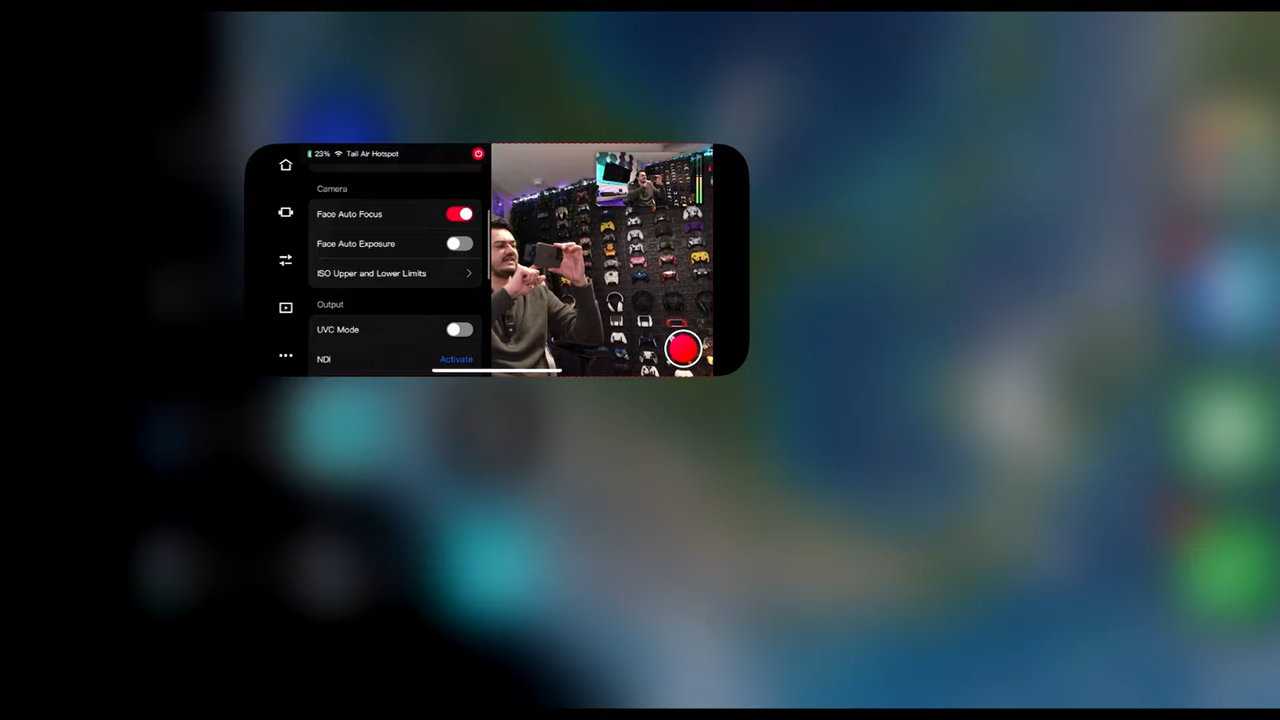 23% Tail Air Hotspot
Camera
Face Auto Focus
Face Auto Exposure
ISO Upper and Lower Limits
Output
UVC Mode
NDI Activate